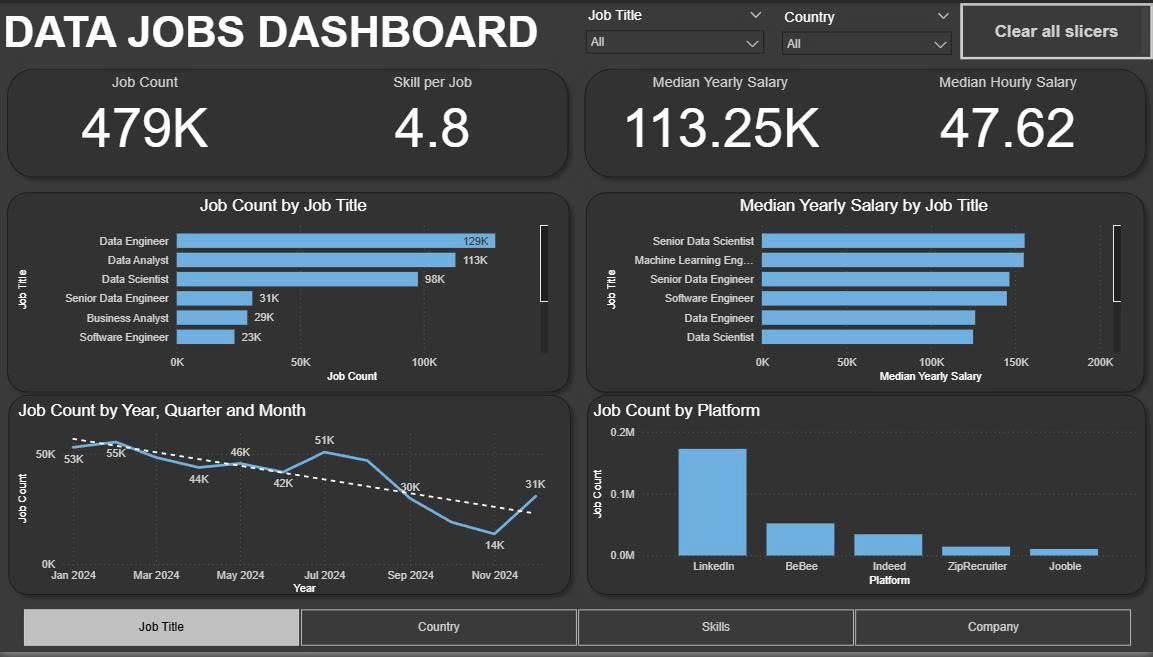 DATA JOBS DASHBOARD
Job Title
All
Country
All
Clear all slicers
Job Count
479K
Skill per Job
4.8
Median Yearly Salary
113.25K
Median Hourly Salary
47.62
Job Count by Job Title
Job Title
Data Engineer
129K
Data Analyst
113K
Data Scientist
98K
Senior Data Engineer
31K
Business Analyst
29K
Software Engineer
23K
0K
50K
100K
Job Count
Median Yearly Salary by Job Title
Job Title
Senior Data Scientist
Machine Learning Eng...
Senior Data Engineer
Software Engineer
Data Engineer
Data Scientist
0K
50K
100K
150K
200K
Median Yearly Salary
Job Count by Year, Quarter and Month
Job Count
50K
0K
53K
55K
44K
46K
42K
51K
30K
14K
31K
Jan 2024
Mar 2024
May 2024
Jul 2024
Sep 2024
Nov 2024
Year
Job Count by Platform
Job Count
0.2M
0.1M
0.0M
LinkedIn
BeBee
Indeed
ZipRecruiter
Jooble
Platform
Job Title
Country
Skills
Company